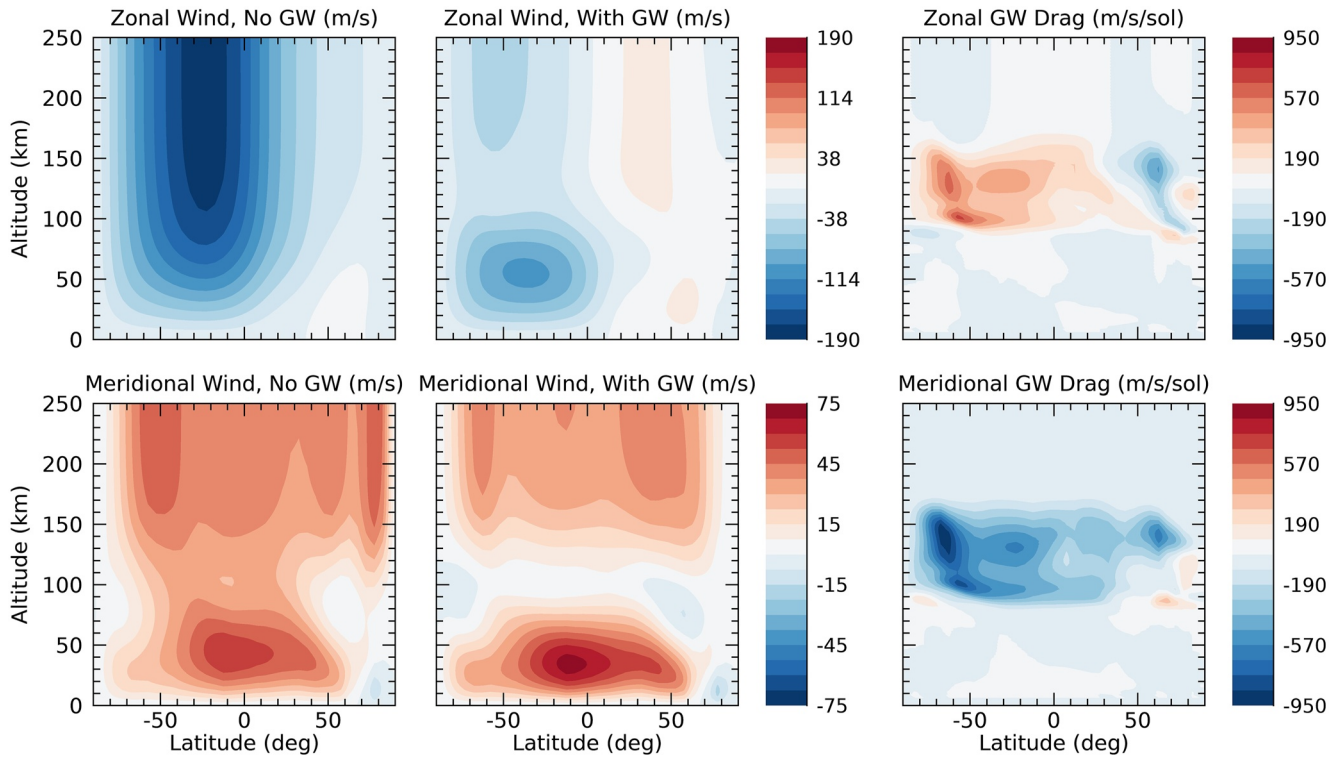 Zonal Wind, No GW (m/s)
Zonal Wind, With GW (m/s)
Zonal GW Drag (m/s/sol)
Altitude (km)
250
200
150
100
50
0
190
114
38
-38
-114
-190
950
570
190
-190
-570
-950
Meridional Wind, No GW (m/s)
Meridional Wind, With GW (m/s)
Meridional GW Drag (m/s/sol)
Altitude (km)
250
200
150
100
50
0
75
45
15
-15
-45
-75
950
570
190
-190
-570
-950
-50 0 50
-50 0 50
-50 0 50
Latitude (deg)
Latitude (deg)
Latitude (deg)